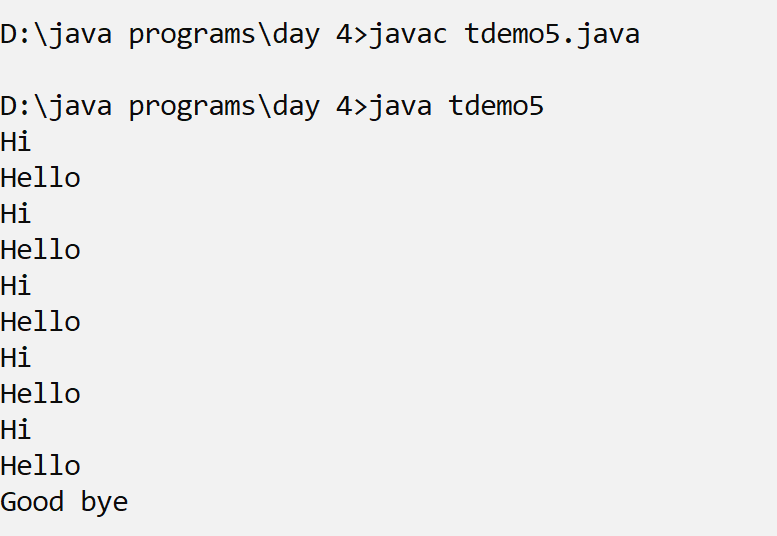 D:\java programs\day 4>javac tdemo5.java
D:\java programs\day 4>java tdemo5
Hi
Hello
Hi
Hello
Hi
Hello
Hi
Hello
Hi
Hello
Good bye